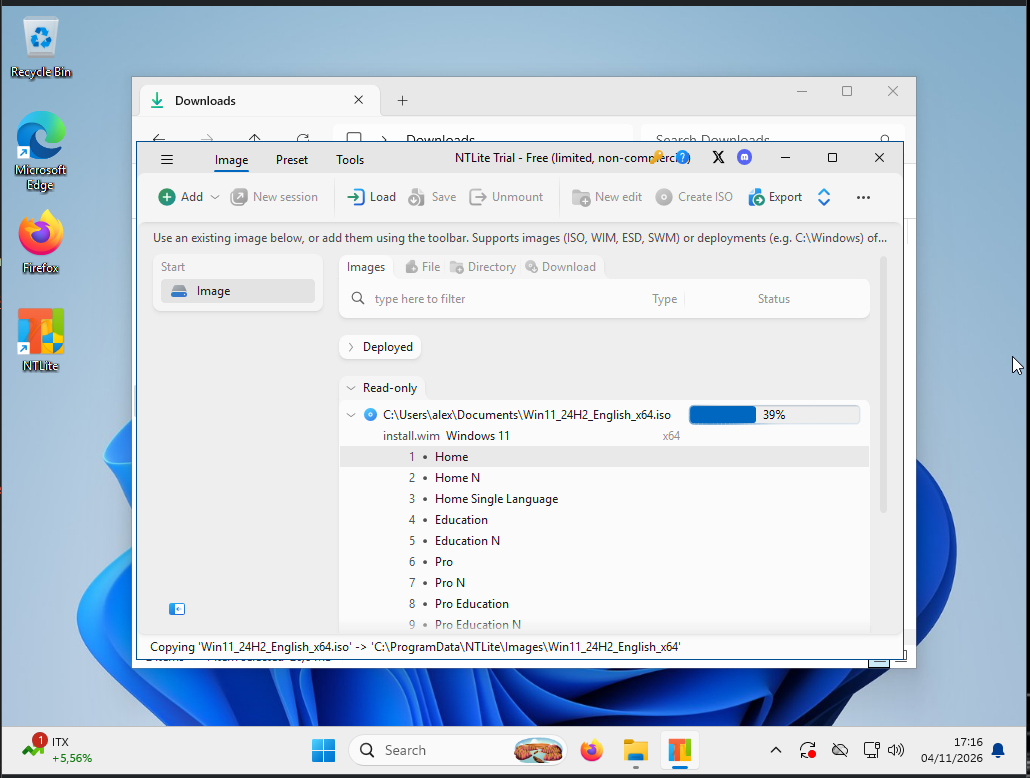 Recycle Bin
Microsoft
Edge
Firefox
NTLite
Downloads
Downloads
Search Downloads
Image Preset Tools NTLite Trial - Free (limited, non-commerci
Add New session Load Save Unmount New edit Create ISO Export
Use an existing image below, or add them using the toolbar. Supports images (ISO, WIM, ESD, SWM) or deployments (e.g. C:\Windows) of...
Start
Image
Images File Directory Download
type here to filter Type Status
Deployed
Read-only
C:\Users\alex\Documents\Win11_24H2_English_x64.iso 39%
install.wim Windows 11 x64
1 • Home
2 • Home N
3 • Home Single Language
4 • Education
5 • Education N
6 • Pro
7 • Pro N
8 • Pro Education
9 • Pro Education N
Copying 'Win11_24H2_English_x64.iso' -> 'C:\ProgramData\NTLite\Images\Win11_24H2_English_x64'
1
ITX
+5,56%
Search
17:16
04/11/2026